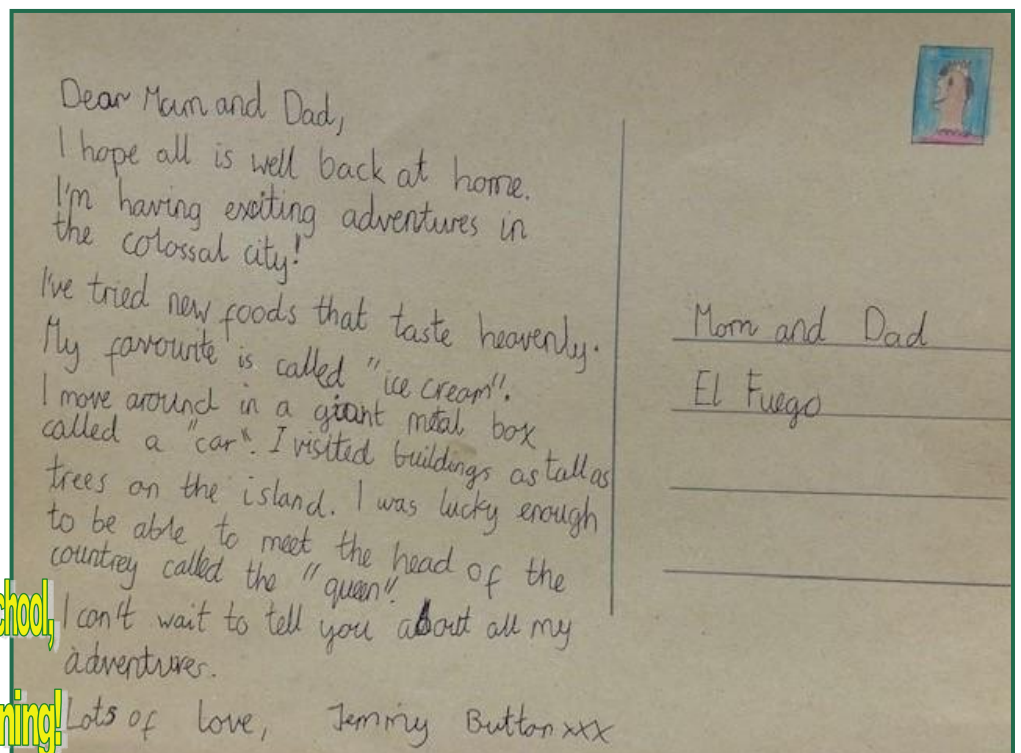 Dear Mum and Dad,
I hope all is well back at home.
I'm having exciting adventures in
the colossal city!
I've tried new foods that taste heavenly.
My favourite is called "ice cream".
I move around in a giant metal box
called a "car". I visited buildings as tall as
trees on the island. I was lucky enough
to be able to meet the head of the
countrey called the "queen".
I can't wait to tell you about all my
adventures.
Lots of love, Jemmy Button xxx
Mom and Dad
El Fuego
chool,
ning!